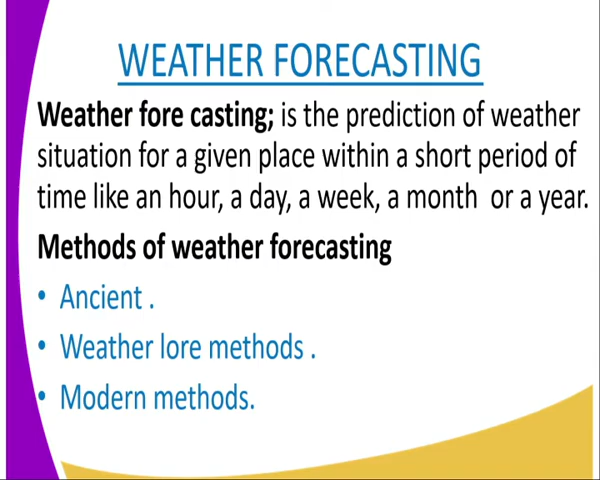 WEATHER FORECASTING
Weather fore casting; is the prediction of weather
situation for a given place within a short period of
time like an hour, a day, a week, a month or a year.
Methods of weather forecasting
• Ancient .
• Weather lore methods .
• Modern methods.